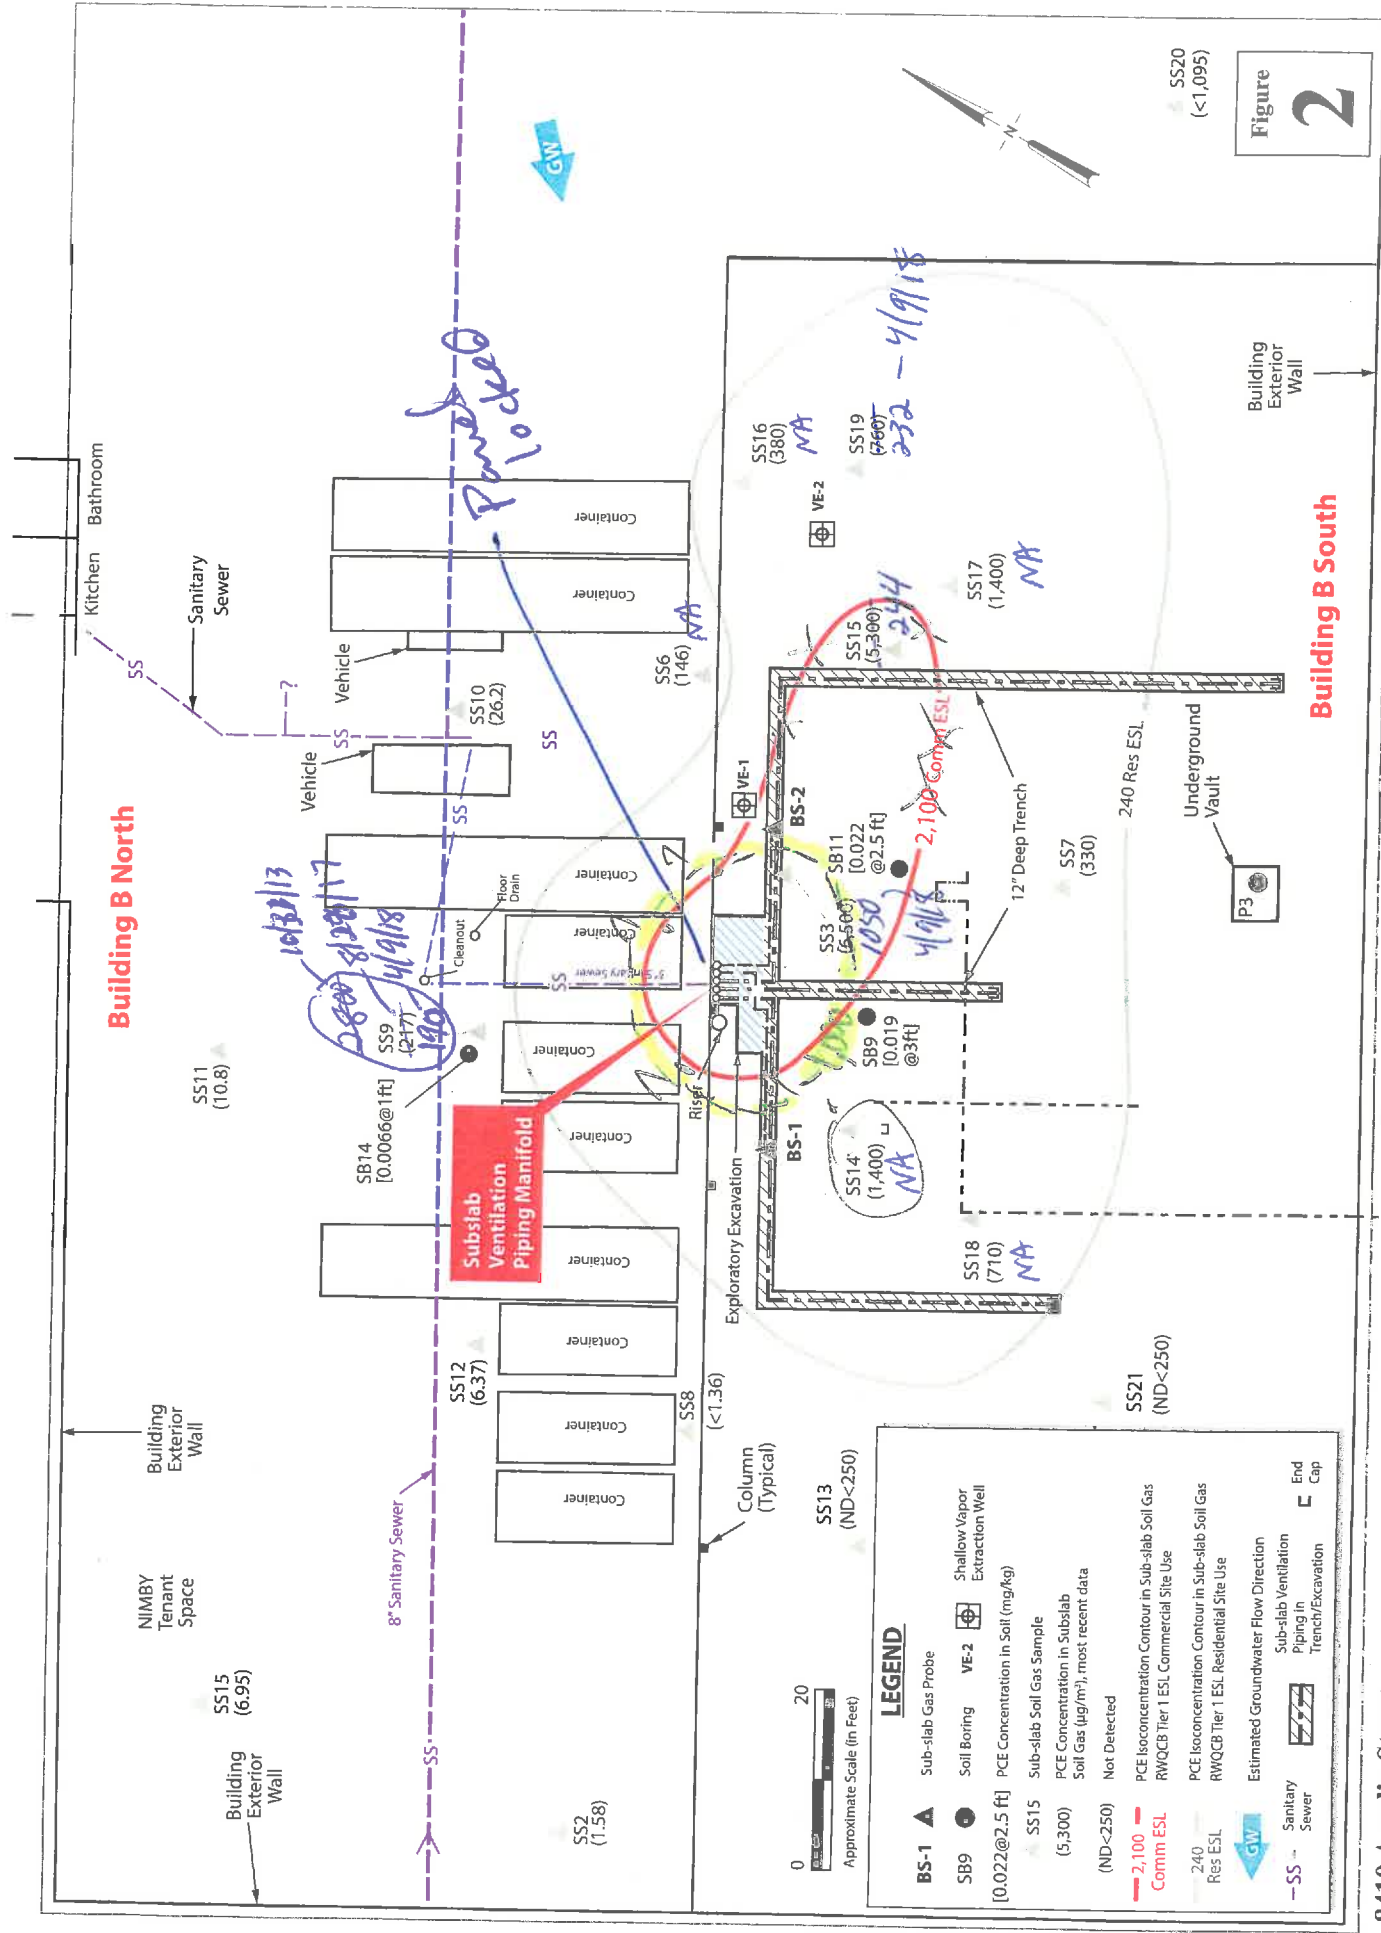 Building B North
Building B South
Kitchen
Bathroom
Sanitary
Sewer
SS
?
Vehicle
Vehicle
SS
SS10
(26.2)
SS
SS
SS6
(146)
NA
Panel
locked
GW
N
SS20
(<1,095)
Figure
2
Building
Exterior
Wall
NIMBY
Tenant
Space
SS15
(6.95)
Building
Exterior
Wall
8" Sanitary Sewer
SS
SS2
(1.58)
SS11
(10.8)
SS12
(6.37)
SB14
[0.0066@1ft]
SS9
(217)
190
4/9/18
2800
8/29/17
Cleanout
Floor
Drain
SS
Sanitary Sewer
Container
Container
Container
Container
Container
Container
Container
Container
Container
Container
Container
Subslab
Ventilation
Piping Manifold
Riser
Exploratory Excavation
SS8
(<1.36)
Column
(Typical)
SS13
(ND<250)
SS21
(ND<250)
BS-1
BS-2
VE-1
VE-2
SS16
(380)
NA
SS19
(760)
232 - 4/9/18
SS17
(1,400)
NA
SS15
(5,300)
244
SB11
[0.022
@2.5 ft]
2,100 Comm ESL
SS3
(6,500)
1050
4/9/18
SB9
[0.019
@3ft]
SS14
(1,400)
NA
SS18
(710)
NA
SS7
(330)
12" Deep Trench
240 Res ESL
Underground
Vault
P3
Building
Exterior
Wall
0
20
Approximate Scale (in Feet)
LEGEND
BS-1 Sub-slab Gas Probe
SB9 Soil Boring
VE-2 Shallow Vapor
Extraction Well
[0.022@2.5 ft] PCE Concentration in Soil (mg/kg)
SS15 Sub-slab Soil Gas Sample
(5,300) PCE Concentration in Subslab
Soil Gas (µg/m³), most recent data
(ND<250) Not Detected
2,100
Comm ESL
PCE Isoconcentration Contour in Sub-slab Soil Gas
RWQCB Tier 1 ESL Commercial Site Use
240
Res ESL
PCE Isoconcentration Contour in Sub-slab Soil Gas
RWQCB Tier 1 ESL Residential Site Use
GW
Estimated Groundwater Flow Direction
SS
Sanitary
Sewer
Sub-slab Ventilation
Piping in
Trench/Excavation
End
Cap